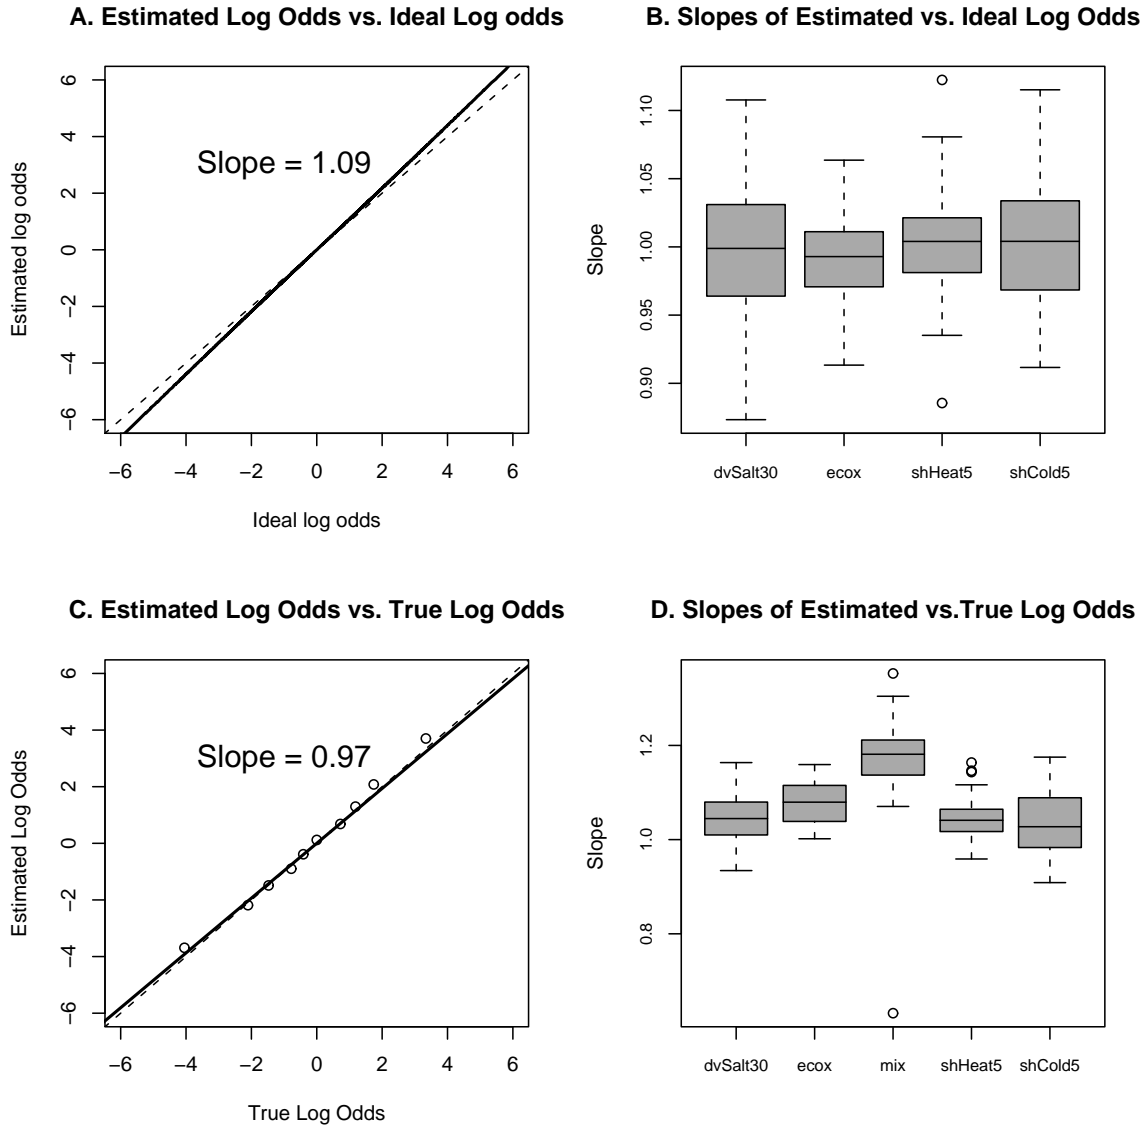 A. Estimated Log Odds vs. Ideal Log odds
Estimated log odds
6
4
2
0
−2
−4
−6
Slope = 1.09
−6 −4 −2 0 2 4 6
Ideal log odds
B. Slopes of Estimated vs. Ideal Log Odds
Slope
1.10
1.05
1.00
0.95
0.90
dvSalt30 ecox shHeat5 shCold5
C. Estimated Log Odds vs. True Log Odds
Estimated Log Odds
6
4
2
0
−2
−4
−6
Slope = 0.97
−6 −4 −2 0 2 4 6
True Log Odds
D. Slopes of Estimated vs.True Log Odds
Slope
1.2
1.0
0.8
dvSalt30 ecox mix shHeat5 shCold5